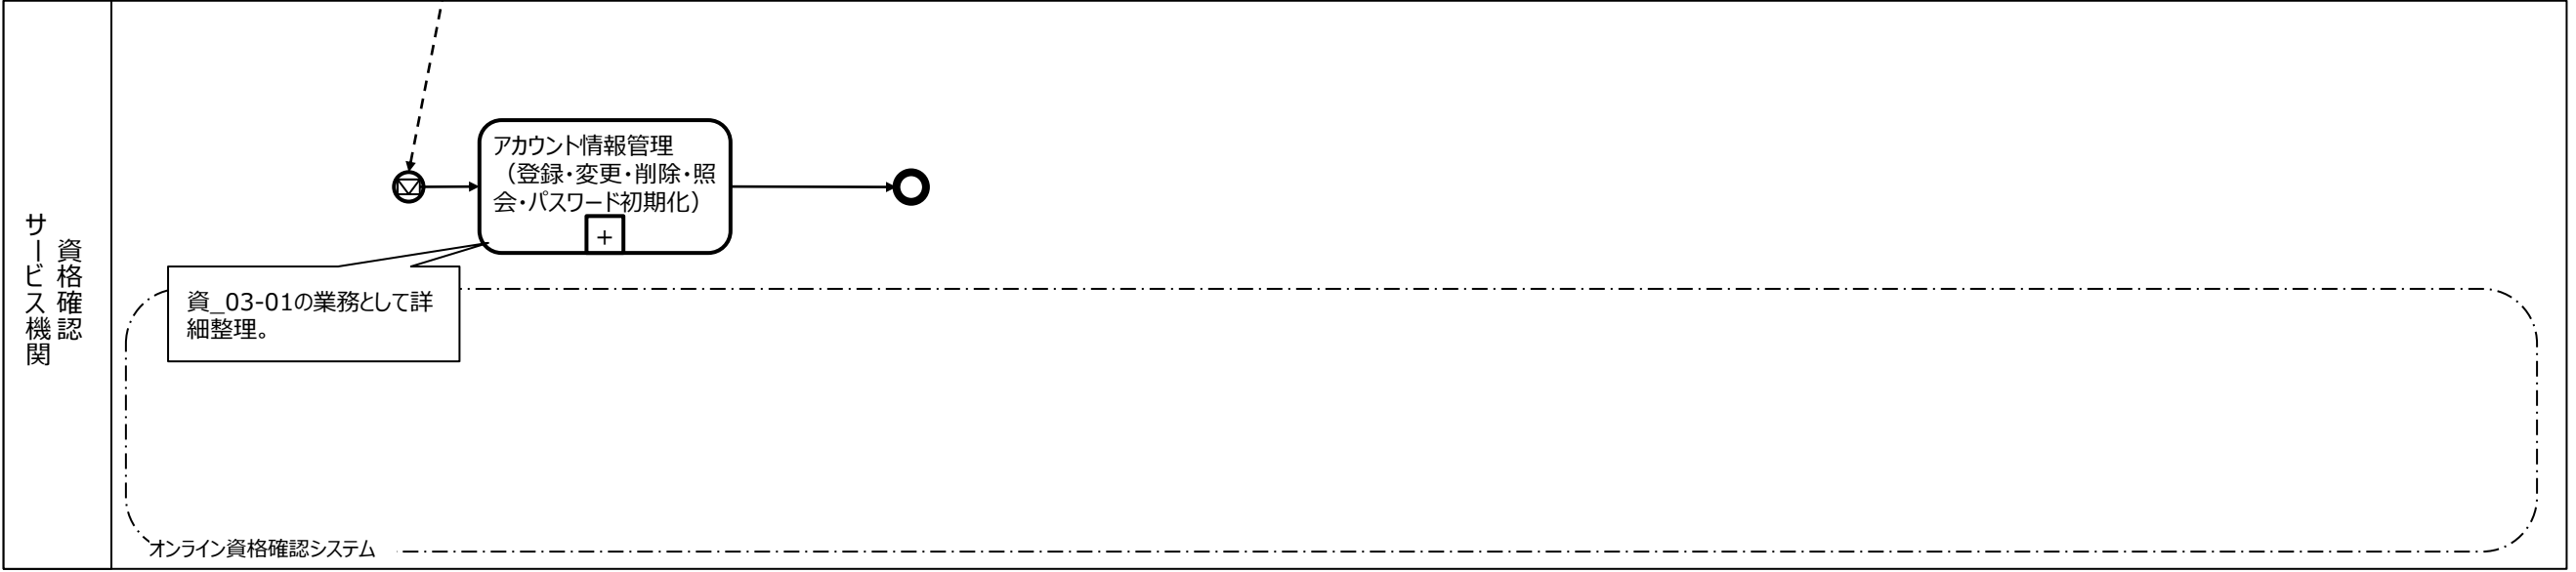 資格確認
サービス機関
アカウント情報管理
（登録・変更・削除・照
会・パスワード初期化）
+
資_03-01の業務として詳
細整理。
オンライン資格確認システム